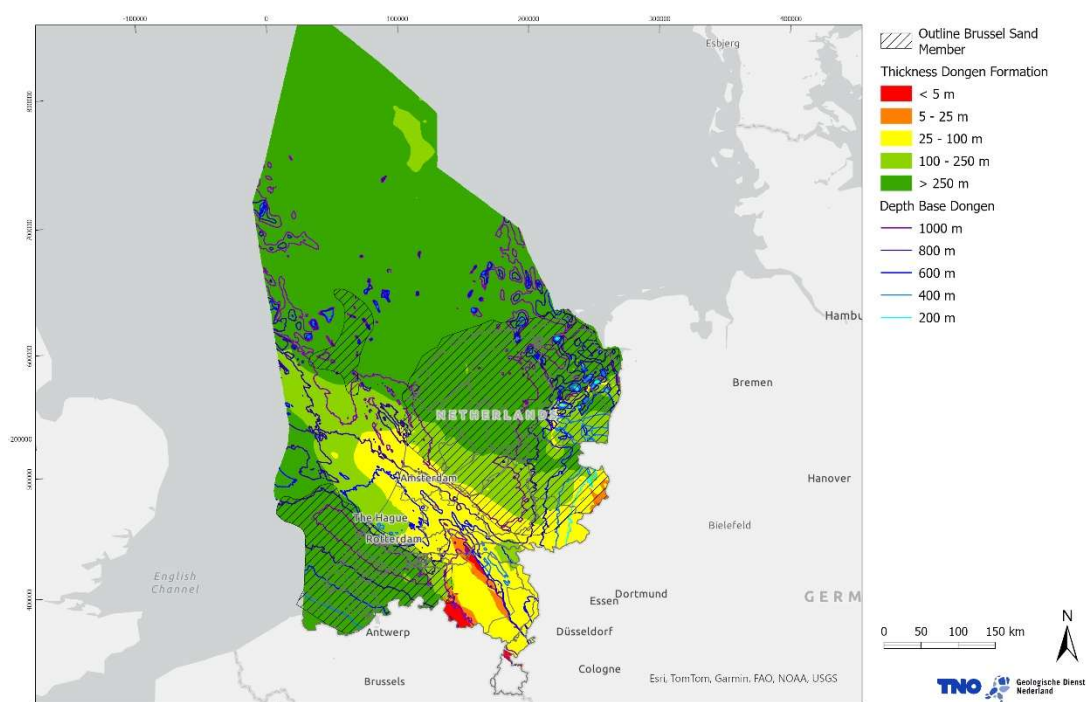 -100000 0 100000 200000 300000 400000
Esbjerg
Outline Brussel Sand
Member
Thickness Dongen Formation
< 5 m
5 - 25 m
25 - 100 m
100 - 250 m
> 250 m
Depth Base Dongen
1000 m
800 m
600 m
400 m
200 m
Hambu
Bremen
NETHERLANDS
Amsterdam
Hanover
The Hague
Bielefeld
Rotterdam
English
Channel
Essen
Dortmund
GERM
Düsseldorf
Antwerp
Cologne
Brussels
N
0 50 100 150 km
Esri, TomTom, Garmin, FAO, NOAA, USGS
TNO
Geologische Dienst
Nederland